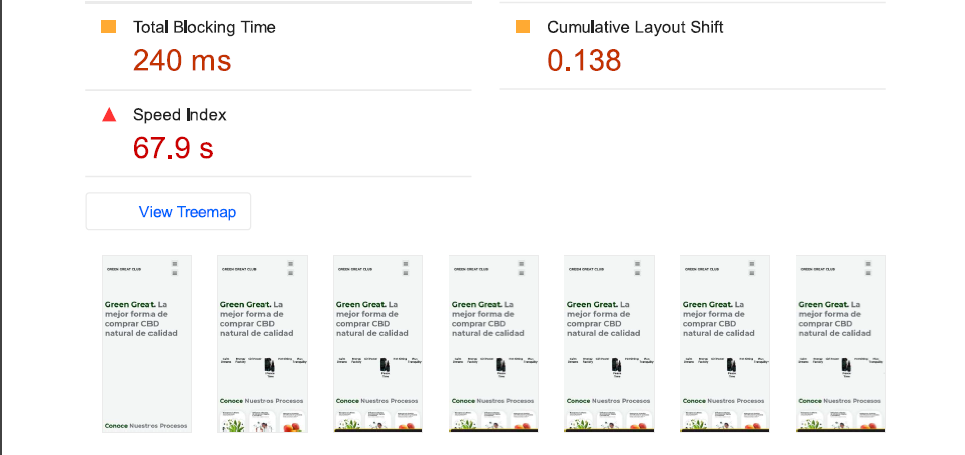 Total Blocking Time
240 ms
Cumulative Layout Shift
0.138
Speed Index
67.9 s
View Treemap
GREEN GREAT CLUB
Green Great. La
mejor forma de
comprar CBD
natural de calidad
Conoce Nuestros Procesos
GREEN GREAT CLUB
Green Great. La
mejor forma de
comprar CBD
natural de calidad
Conoce Nuestros Procesos
GREEN GREAT CLUB
Green Great. La
mejor forma de
comprar CBD
natural de calidad
Conoce Nuestros Procesos
GREEN GREAT CLUB
Green Great. La
mejor forma de
comprar CBD
natural de calidad
Conoce Nuestros Procesos
GREEN GREAT CLUB
Green Great. La
mejor forma de
comprar CBD
natural de calidad
Conoce Nuestros Procesos
GREEN GREAT CLUB
Green Great. La
mejor forma de
comprar CBD
natural de calidad
Conoce Nuestros Procesos
GREEN GREAT CLUB
Green Great. La
mejor forma de
comprar CBD
natural de calidad
Conoce Nuestros Procesos